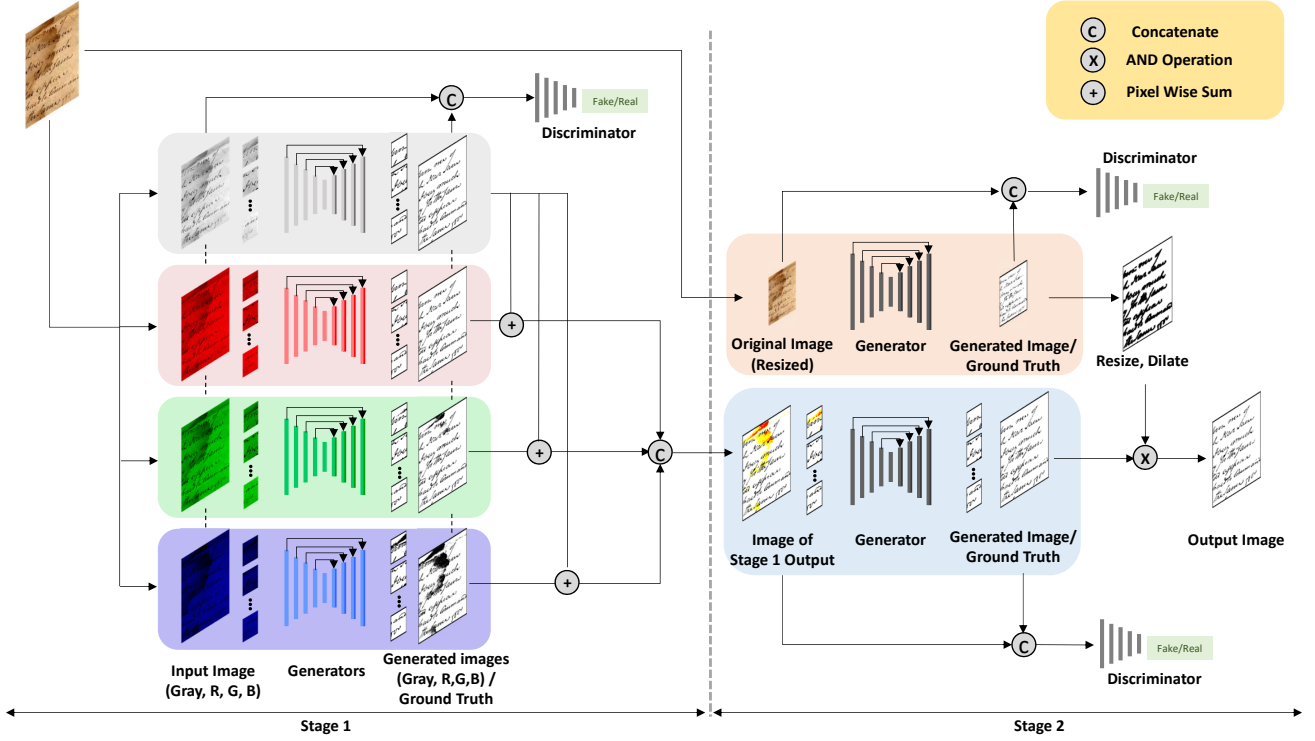 C
Concatenate
X
AND Operation
+
Pixel Wise Sum
C
Fake/Real
Discriminator
+
+
C
+
Input Image
(Gray, R, G, B)
Generators
Generated images
(Gray, R,G,B) /
Ground Truth
Stage 1
Discriminator
C
Fake/Real
Original Image
(Resized)
Generator
Generated Image/
Ground Truth
Resize, Dilate
X
Image of
Stage 1 Output
Generator
Generated Image/
Ground Truth
Output Image
C
Fake/Real
Discriminator
Stage 2